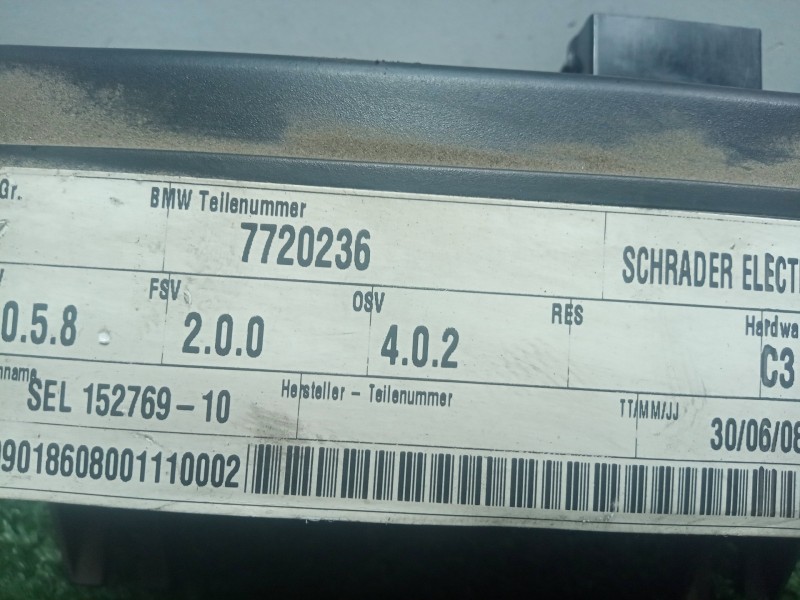 Gr.
BMW Teilenummer
7720236
SCHRADER ELECT
FSV
OSV
RES
Hardwa
0.5.8
2.0.0
4.0.2
C3
nname
SEL 152769-10
Hersteller - Teilenummer
TT/MM/JJ
30/06/08
9018608001110002